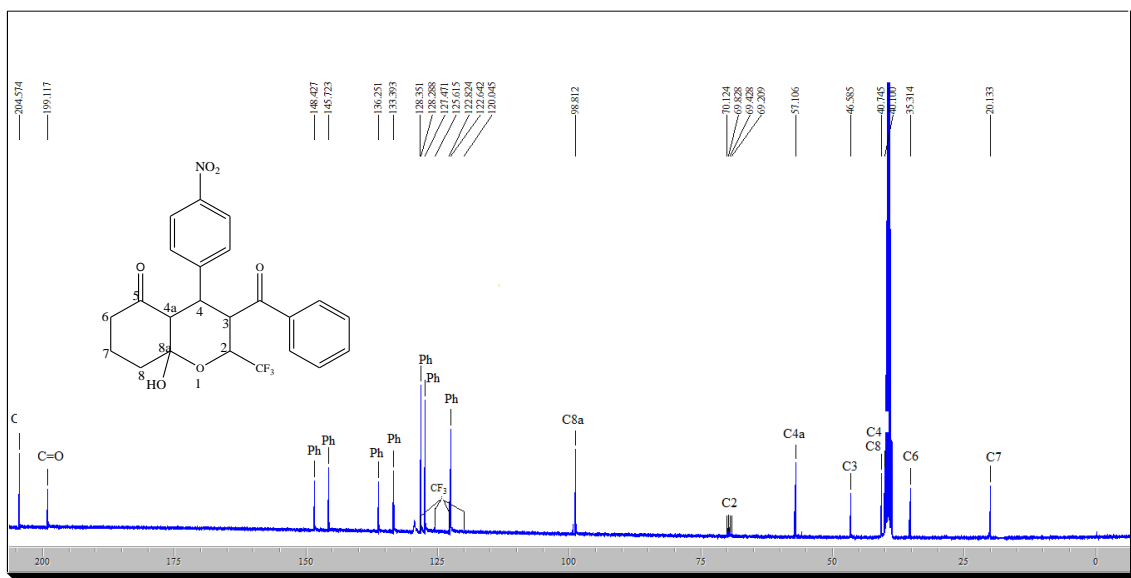 204.574
199.117
148.427
145.723
136.251
133.393
128.351
128.288
127.471
125.615
122.824
122.642
120.045
98.812
70.124
69.828
69.428
69.209
57.106
46.585
40.745
40.100
35.314
20.133
NO2
O
O
5
6
4a
4
3
7
8a
2
8
O
HO
1
CF3
C
C=O
Ph
Ph
Ph
Ph
Ph
Ph
Ph
CF3
C8a
C2
C4a
C3
C4
C8
C6
C7
200
175
150
125
100
75
50
25
0